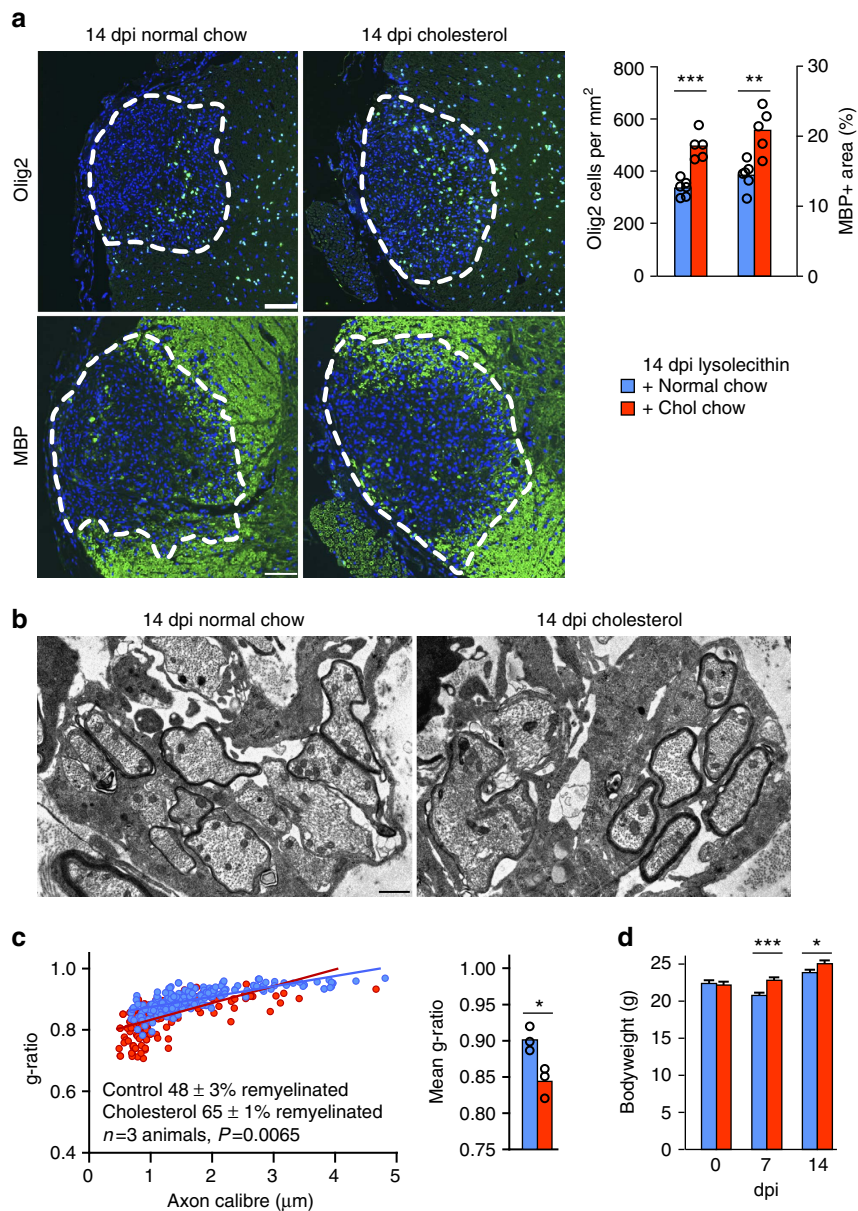 a
14 dpi normal chow
14 dpi cholesterol
Olig2
MBP
***
**
800
600
400
200
0
Olig2 cells per mm²
30
20
10
0
MBP+ area (%)
14 dpi lysolecithin
+ Normal chow
+ Chol chow
b
14 dpi normal chow
14 dpi cholesterol
c
1.0
0.8
0.6
0.4
g-ratio
Control 48 ± 3% remyelinated
Cholesterol 65 ± 1% remyelinated
n=3 animals, P=0.0065
0 1 2 3 4 5
Axon calibre (μm)
1.00
0.95
0.90
0.85
0.80
0.75
Mean g-ratio
*
d
***
*
25
20
15
10
5
0
Bodyweight (g)
0 7 14
dpi